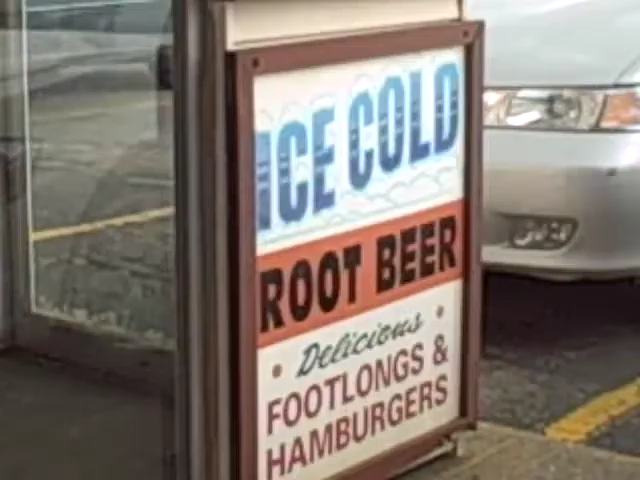 ICE COLD
ROOT BEER
• Delicious •
FOOTLONGS &
HAMBURGERS